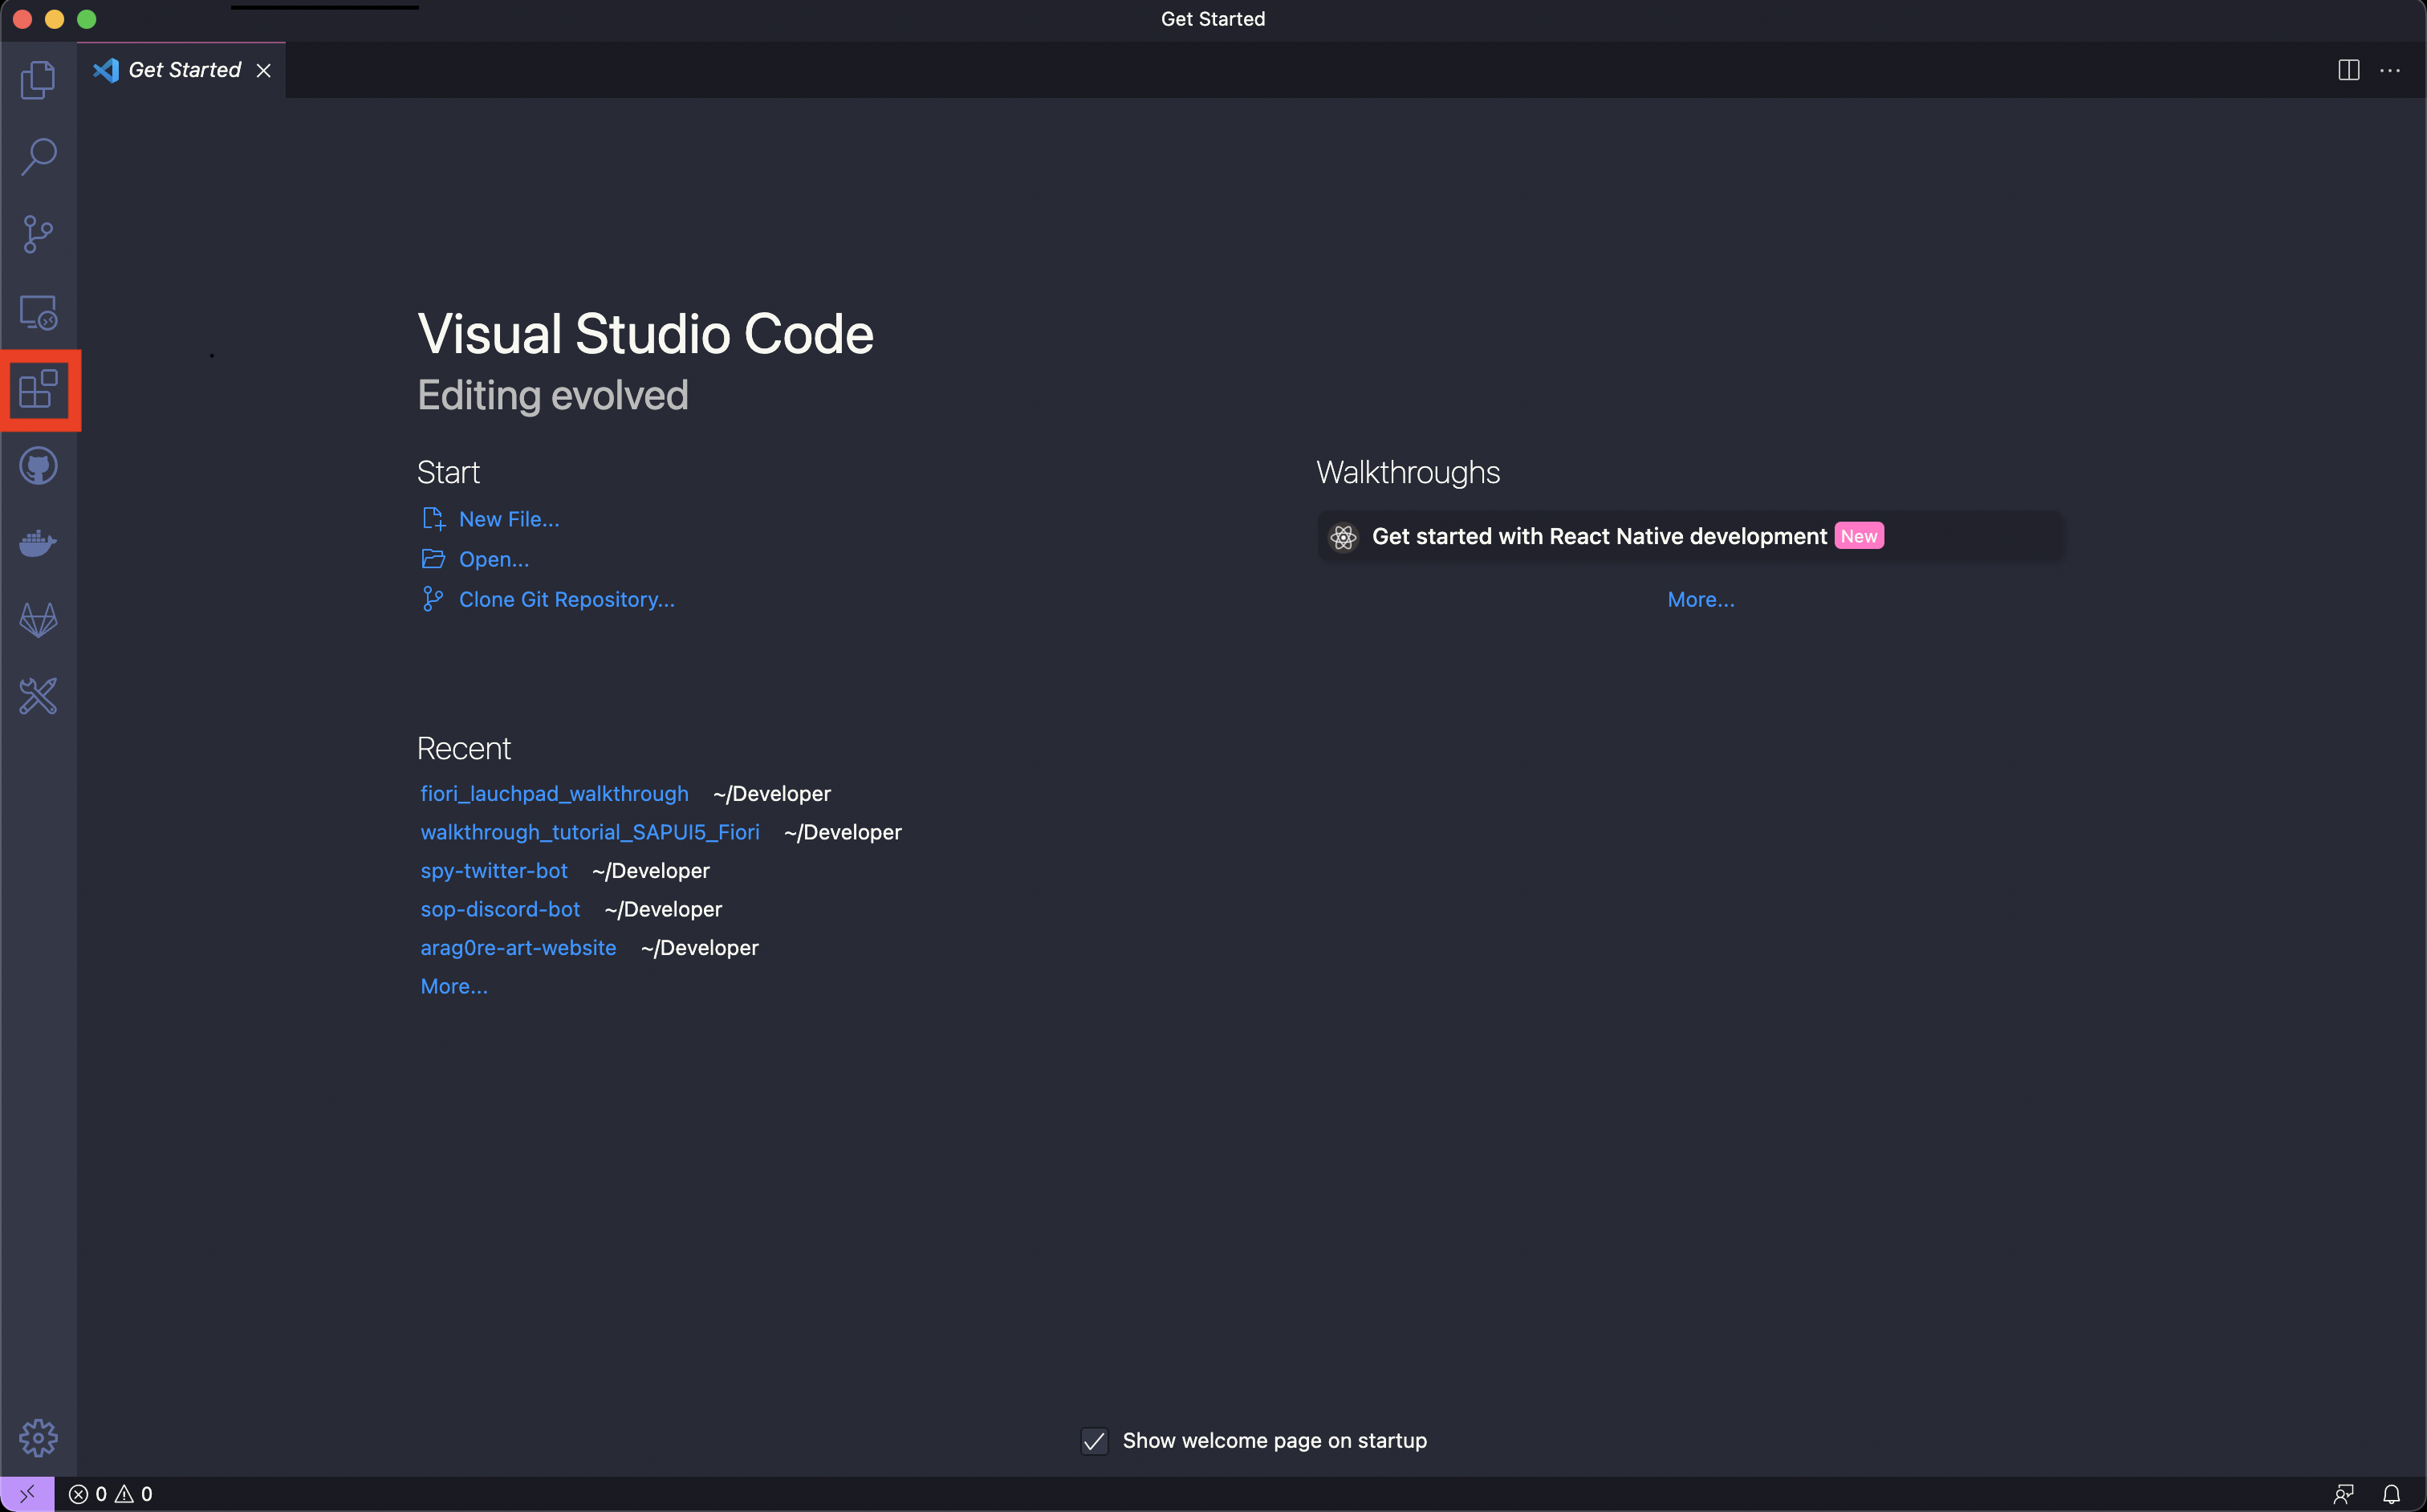 Get Started
Get Started
Visual Studio Code
Editing evolved
Start
New File...
Open...
Clone Git Repository...
Walkthroughs
Get started with React Native development New
More...
Recent
fiori_lauchpad_walkthrough ~/Developer
walkthrough_tutorial_SAPUI5_Fiori ~/Developer
spy-twitter-bot ~/Developer
sop-discord-bot ~/Developer
arag0re-art-website ~/Developer
More...
Show welcome page on startup
0 0